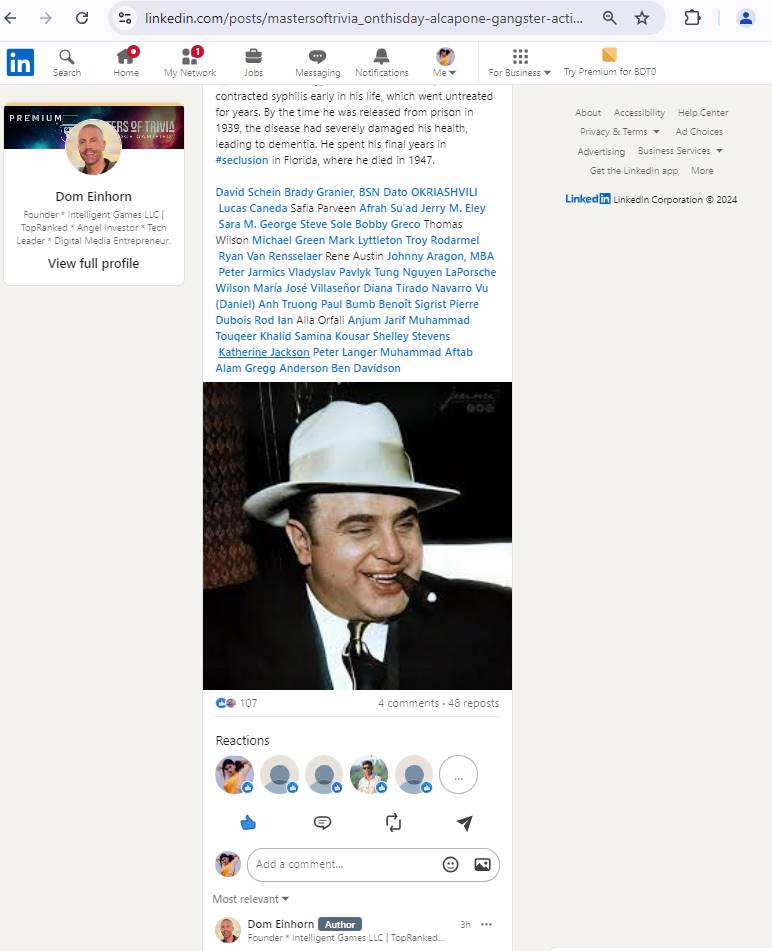 linkedin.com/posts/mastersoftrivia_onthisday-alcapone-gangster-acti...
in
Search
Home
1
My Network
Jobs
Messaging
Notifications
Me
For Business
Try Premium for BDT0
PREMIUM
ERS OF TRIVIA
Dom Einhorn
Founder * Intelligent Games LLC |
TopRanked * Angel Investor * Tech
Leader * Digital Media Entrepreneur.
View full profile
contracted syphilis early in his life, which went untreated
for years. By the time he was released from prison in
1939, the disease had severely damaged his health,
leading to dementia. He spent his final years in
#seclusion in Florida, where he died in 1947.
David Schein Brady Granier, BSN Dato OKRIASHVILI
Lucas Caneda Safia Parveen Afrah Su'ad Jerry M. Eley
Sara M. George Steve Sole Bobby Greco Thomas
Wilson Michael Green Mark Lyttleton Troy Rodarmel
Ryan Van Rensselaer Rene Austin Johnny Aragon, MBA
Peter Jarmics Vladyslav Pavlyk Tung Nguyen LaPorsche
Wilson María José Villaseñor Diana Tirado Navarro Vu
(Daniel) Anh Truong Paul Bumb Benoît Sigrist Pierre
Dubois Rod Ian Alia Orfali Anjum Jarif Muhammad
Touqeer Khalid Samina Kousar Shelley Stevens
Katherine Jackson Peter Langer Muhammad Aftab
Alam Gregg Anderson Ben Davidson
107
4 comments • 48 reposts
Reactions
...
Add a comment...
Most relevant
Dom Einhorn Author
3h
Founder * Intelligent Games LLC | TopRanked...
About Accessibility Help Center
Privacy & Terms Ad Choices
Advertising Business Services
Get the LinkedIn app More
LinkedIn LinkedIn Corporation © 2024